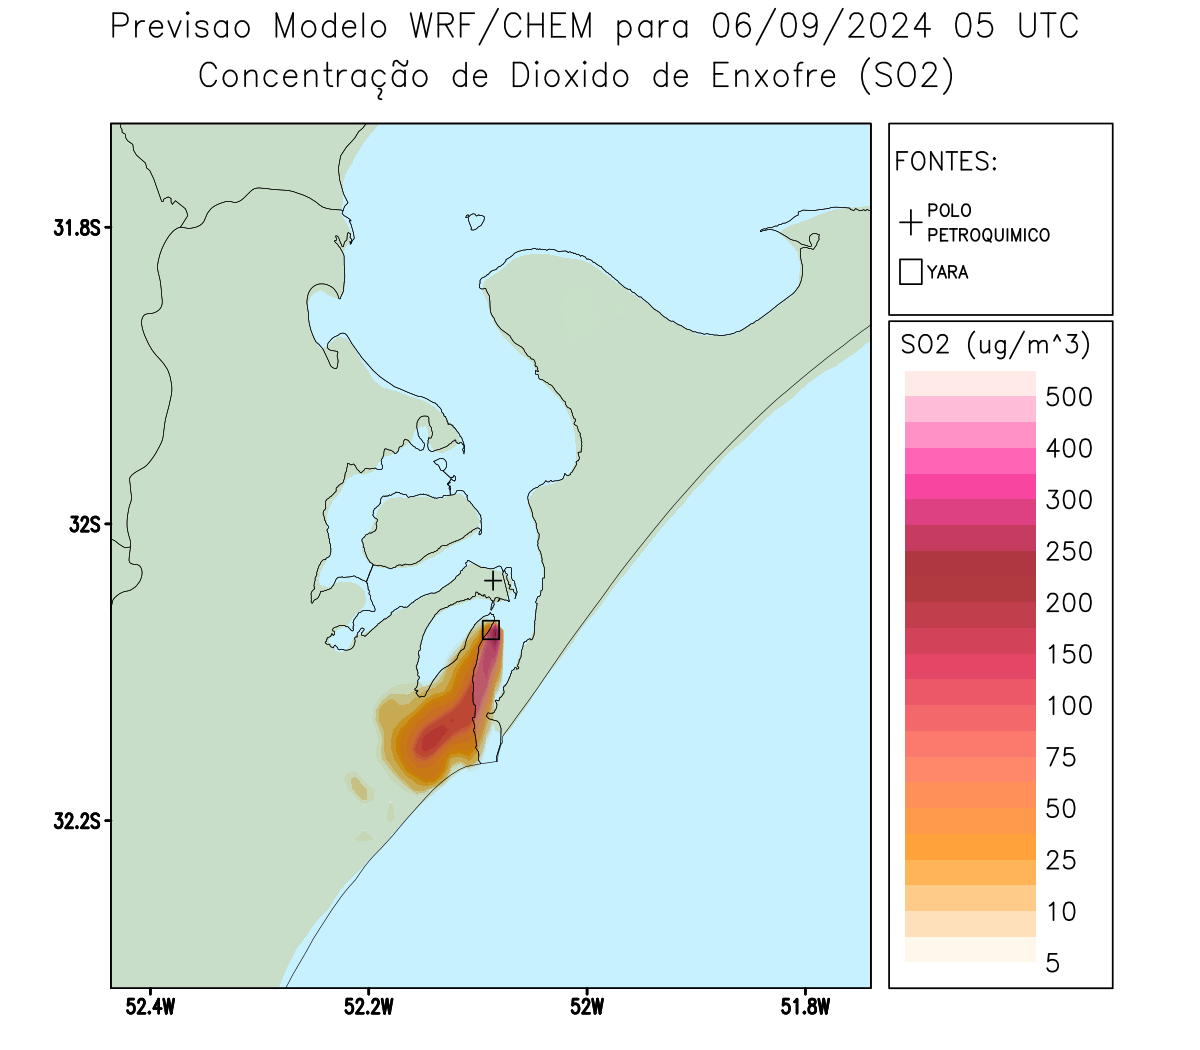 Previsao Modelo WRF/CHEM para 06/09/2024 05 UTC
Concentração de Dioxido de Enxofre (SO2)
FONTES:
POLO
PETROQUIMICO
YARA
SO2 (ug/m^3)
500
400
300
250
200
150
100
75
50
25
10
5
31.8S
32S
32.2S
52.4W
52.2W
52W
51.8W